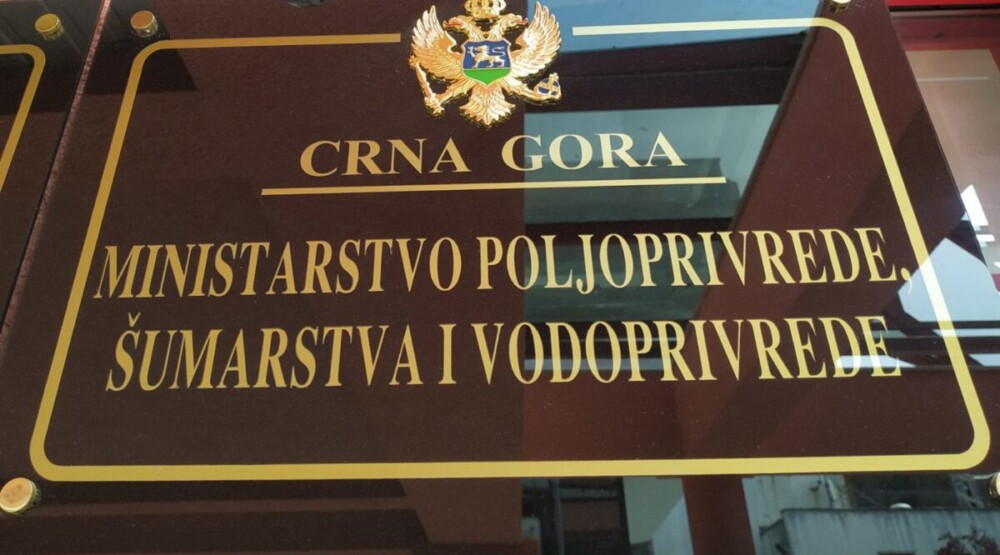 CRNA GORA
MINISTARSTVO POLJOPRIVREDE,
ŠUMARSTVA I VODOPRIVREDE